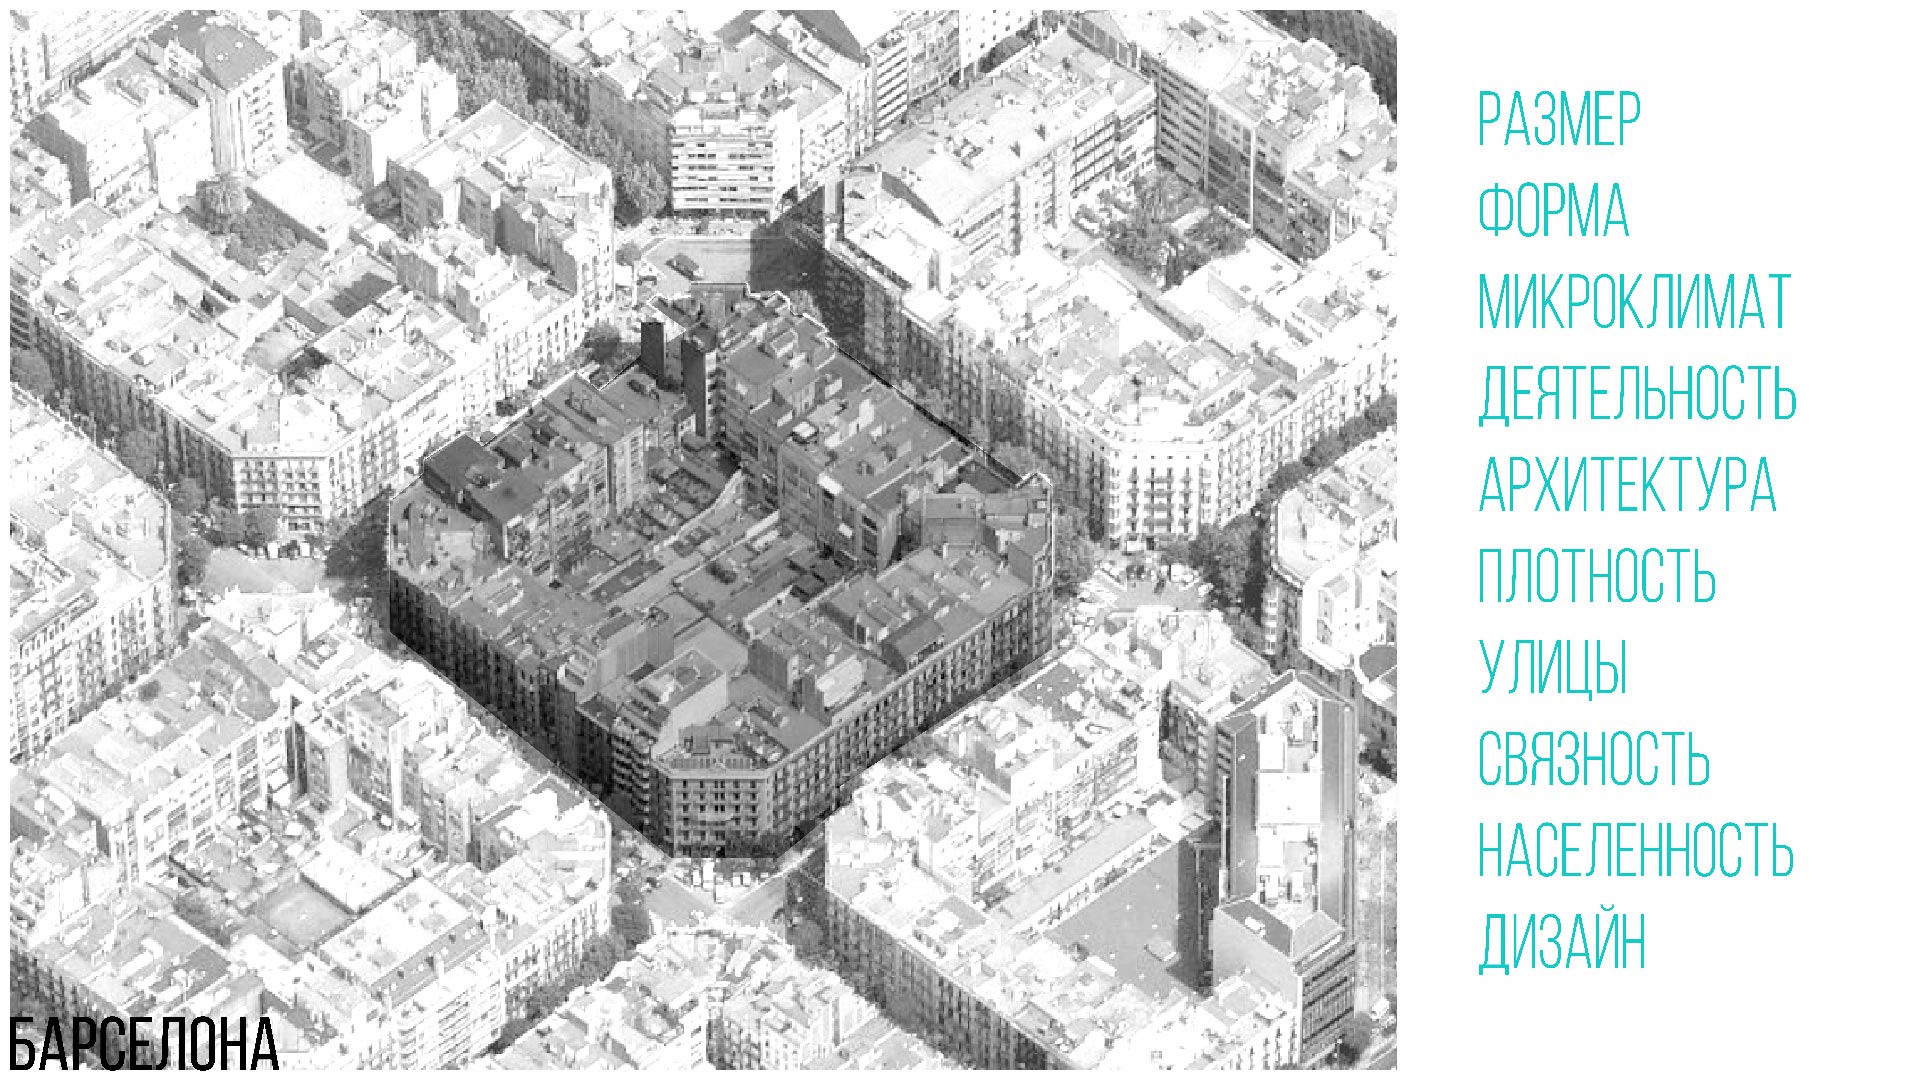 РАЗМЕР
ФОРМА
МИКРОКЛИМАТ
ДЕЯТЕЛЬНОСТЬ
АРХИТЕКТУРА
ПЛОТНОСТЬ
УЛИЦЫ
СВЯЗНОСТЬ
НАСЕЛЕННОСТЬ
ДИЗАЙН
БАРСЕЛОНА